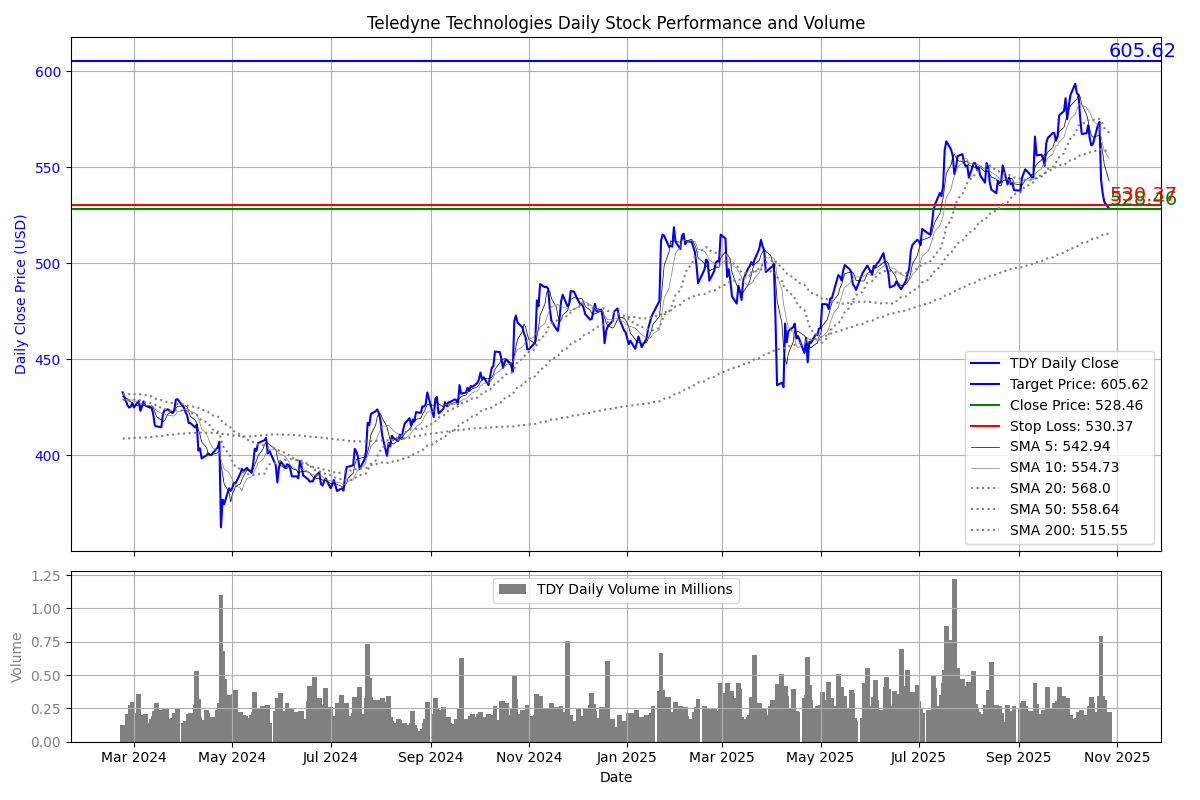 Teledyne Technologies Daily Stock Performance and Volume
605.62
600
550
530.37
528.46
500
450
400
Daily Close Price (USD)
TDY Daily Close
Target Price: 605.62
Close Price: 528.46
Stop Loss: 530.37
SMA 5: 542.94
SMA 10: 554.73
SMA 20: 568.0
SMA 50: 558.64
SMA 200: 515.55
1.25
1.00
0.75
0.50
0.25
0.00
Volume
TDY Daily Volume in Millions
Mar 2024 May 2024 Jul 2024 Sep 2024 Nov 2024 Jan 2025 Mar 2025 May 2025 Jul 2025 Sep 2025 Nov 2025
Date